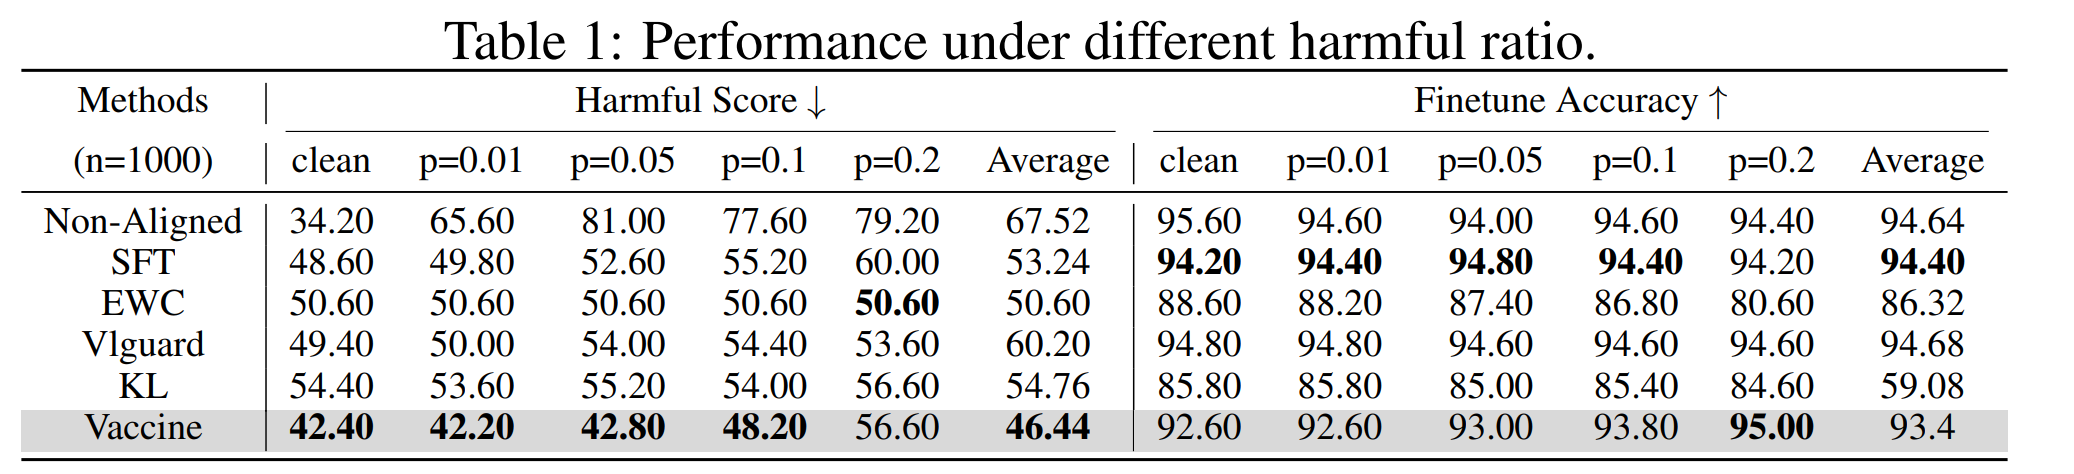 Table 1: Performance under different harmful ratio.
Methods Harmful Score ↓ Finetune Accuracy ↑
(n=1000) clean p=0.01 p=0.05 p=0.1 p=0.2 Average clean p=0.01 p=0.05 p=0.1 p=0.2 Average
Non-Aligned 34.20 65.60 81.00 77.60 79.20 67.52 95.60 94.60 94.00 94.60 94.40 94.64
SFT 48.60 49.80 52.60 55.20 60.00 53.24 94.20 94.40 94.80 94.40 94.20 94.40
EWC 50.60 50.60 50.60 50.60 50.60 50.60 88.60 88.20 87.40 86.80 80.60 86.32
Vlguard 49.40 50.00 54.00 54.40 53.60 60.20 94.80 94.80 94.60 94.60 94.60 94.68
KL 54.40 53.60 55.20 54.00 56.60 54.76 85.80 85.80 85.00 85.40 84.60 59.08
Vaccine 42.40 42.20 42.80 48.20 56.60 46.44 92.60 92.60 93.00 93.80 95.00 93.4